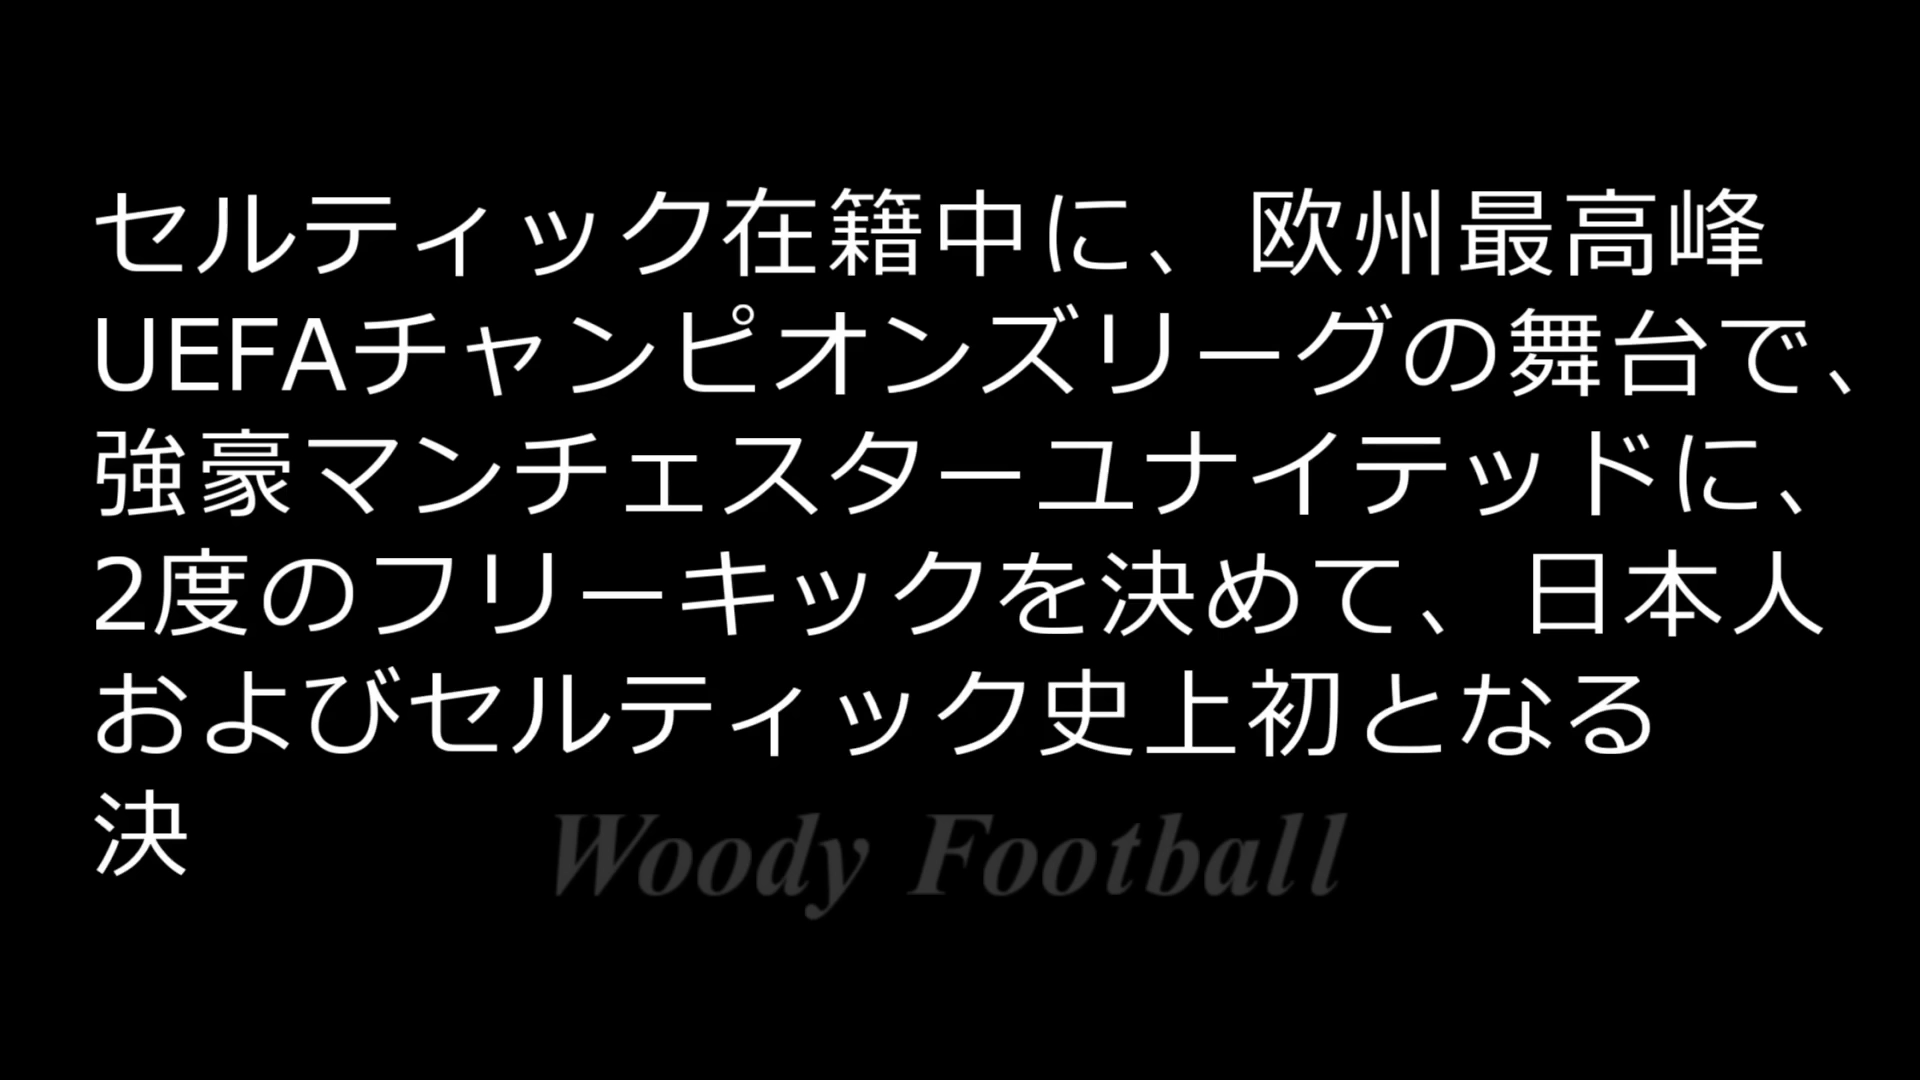 セルティック在籍中に、欧州最高峰
UEFAチャンピオンズリーグの舞台で、
強豪マンチェスターユナイテッドに、
2度のフリーキックを決めて、日本人
およびセルティック史上初となる
決
Woody Football